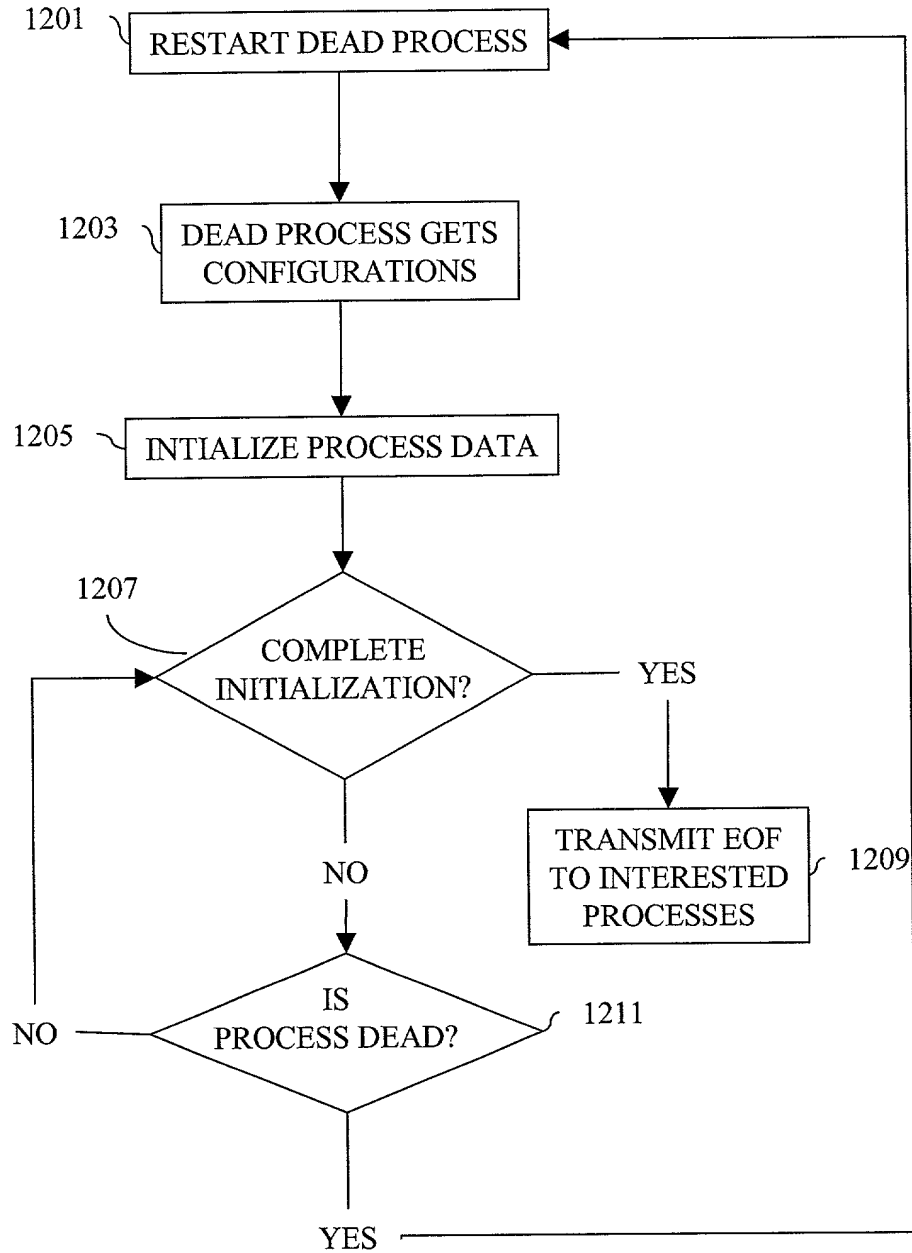 1201
RESTART DEAD PROCESS
1203
DEAD PROCESS GETS
CONFIGURATIONS
1205
INTIALIZE PROCESS DATA
1207
COMPLETE
INITIALIZATION?
YES
TRANSMIT EOF
TO INTERESTED
PROCESSES
1209
NO
IS
PROCESS DEAD?
1211
NO
YES